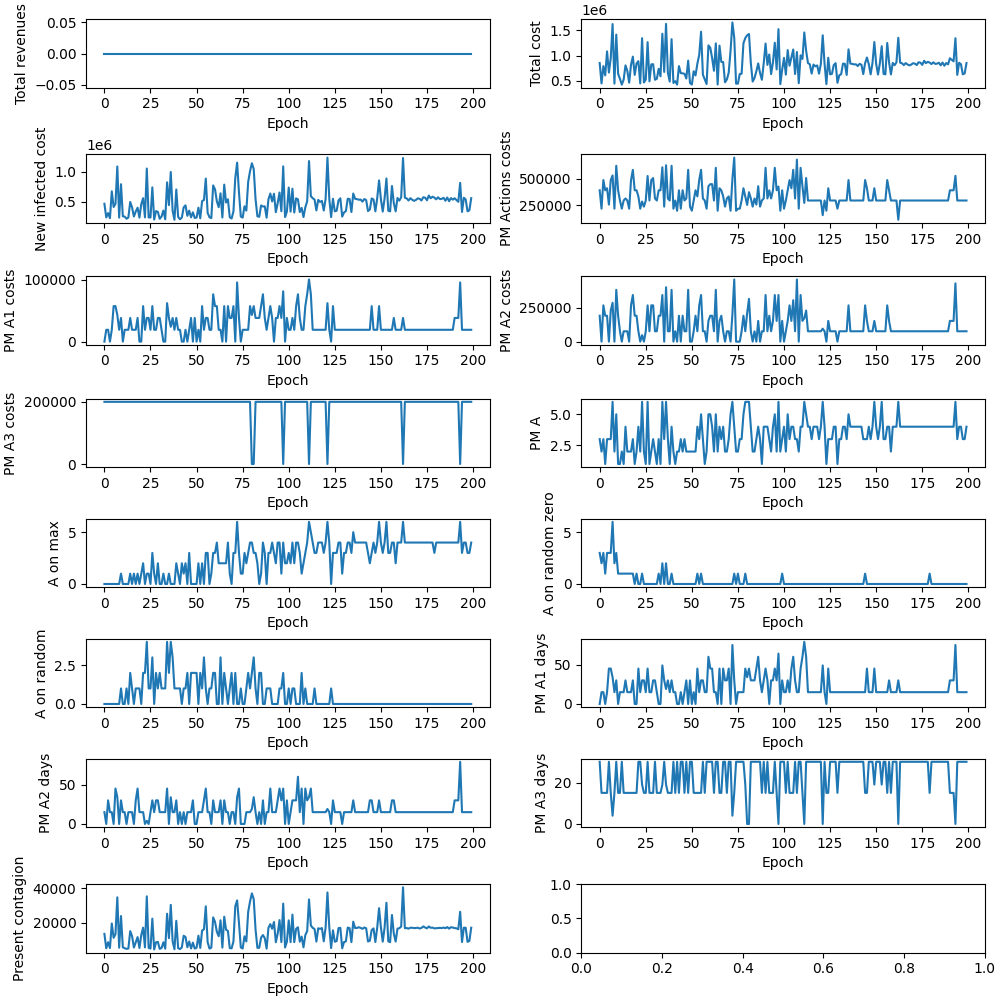 Total revenues
0.05
0.00
−0.05
0 25 50 75 100 125 150 175 200
Epoch
1e6
Total cost
1.5
1.0
0.5
0 25 50 75 100 125 150 175 200
Epoch
1e6
New infected cost
1.0
0.5
0 25 50 75 100 125 150 175 200
Epoch
PM Actions costs
500000
250000
0 25 50 75 100 125 150 175 200
Epoch
PM A1 costs
100000
0
0 25 50 75 100 125 150 175 200
Epoch
PM A2 costs
250000
0
0 25 50 75 100 125 150 175 200
Epoch
PM A3 costs
200000
0
0 25 50 75 100 125 150 175 200
Epoch
PM A
5.0
2.5
0 25 50 75 100 125 150 175 200
Epoch
A on max
5
0
0 25 50 75 100 125 150 175 200
Epoch
A on random zero
5
0
0 25 50 75 100 125 150 175 200
Epoch
A on random
2.5
0.0
0 25 50 75 100 125 150 175 200
Epoch
PM A1 days
50
0
0 25 50 75 100 125 150 175 200
Epoch
PM A2 days
50
0
0 25 50 75 100 125 150 175 200
Epoch
PM A3 days
20
0
0 25 50 75 100 125 150 175 200
Epoch
Present contagion
40000
20000
0 25 50 75 100 125 150 175 200
Epoch
1.0
0.5
0.0
0.0 0.2 0.4 0.6 0.8 1.0